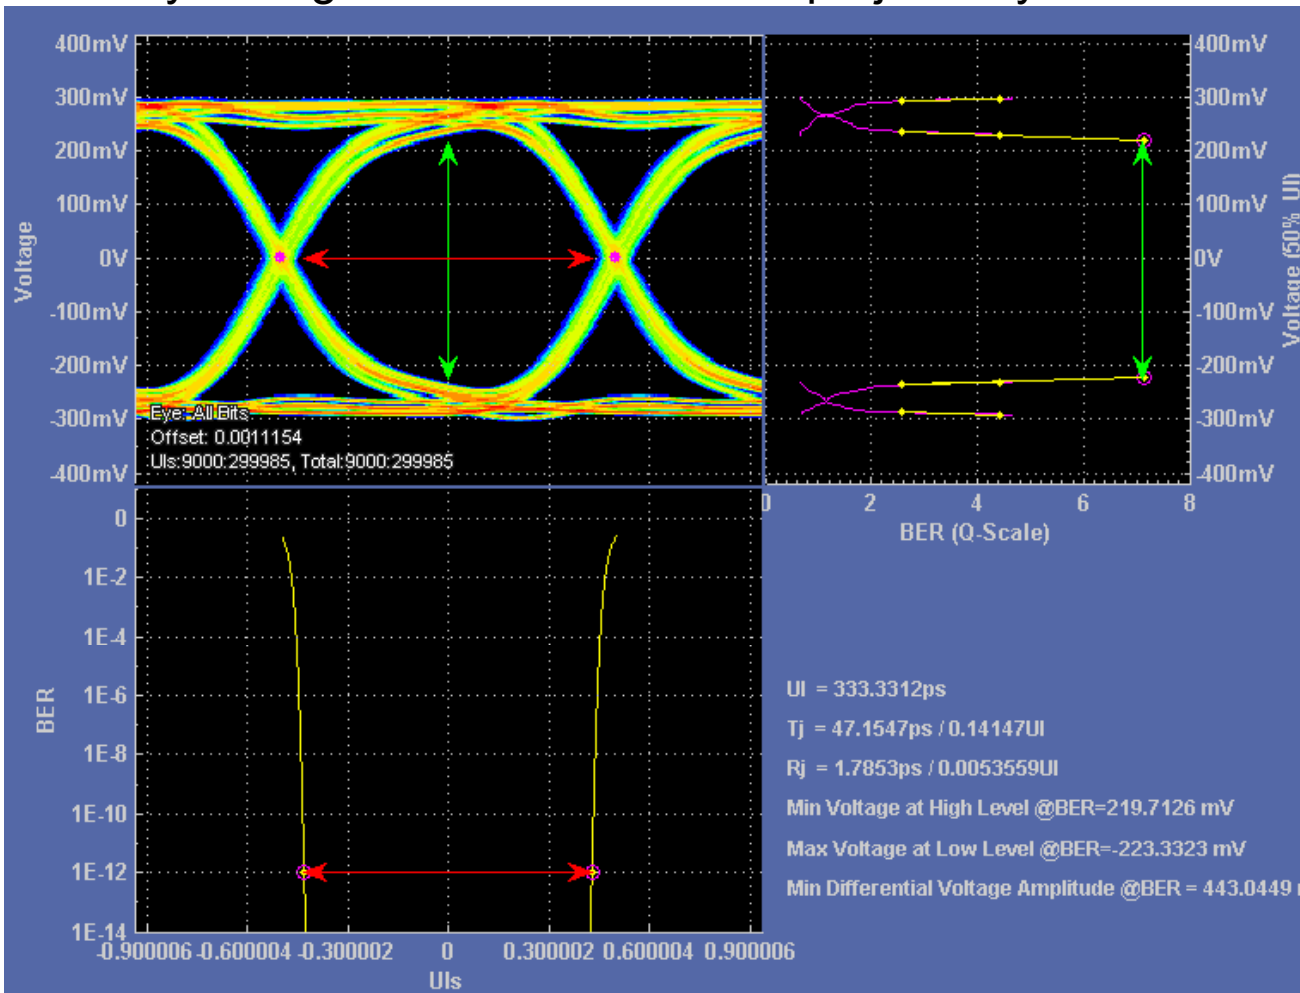 400mV
300mV
200mV
100mV
0V
-100mV
-200mV
-300mV
-400mV
Voltage
Eye: All Bits
Offset: 0.0011154
UIs:9000:299985, Total:9000:299985
400mV
300mV
200mV
100mV
0V
-100mV
-200mV
-300mV
-400mV
Voltage (50% UI)
0 2 4 6 8
BER (Q-Scale)
0
1E-2
1E-4
1E-6
1E-8
1E-10
1E-12
1E-14
BER
-0.900006 -0.600004 -0.300002 0 0.300002 0.600004 0.900006
UIs
UI = 333.3312ps
Tj = 47.1547ps / 0.14147UI
Rj = 1.7853ps / 0.0053559UI
Min Voltage at High Level @BER=219.7126 mV
Max Voltage at Low Level @BER=-223.3323 mV
Min Differential Voltage Amplitude @BER = 443.0449